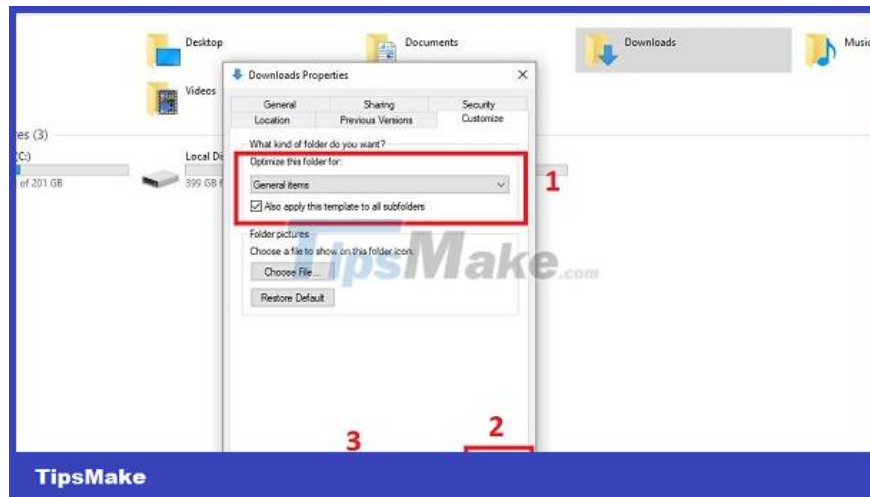 Desktop
Documents
Downloads
Music
Videos
Downloads Properties
General
Sharing
Security
Location
Previous Versions
Customize
What kind of folder do you want?
Optimize this folder for:
General items
Also apply this template to all subfolders
1
(3)
(C:)
of 201 GB
Local
399 GB
Folder pictures
Choose a file to show on this folder icon.
Choose File...
Restore Default
TipsMake.com
3
2
TipsMake